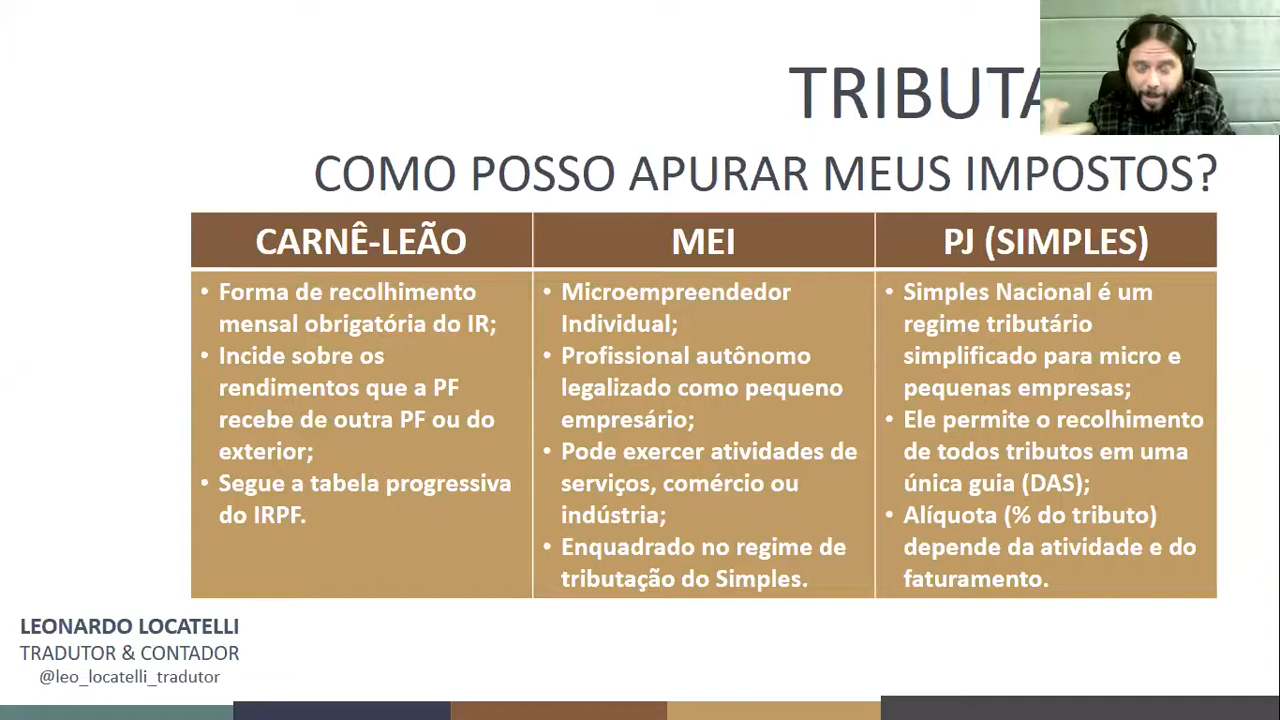 TRIBUTA
COMO POSSO APURAR MEUS IMPOSTOS?
CARNÊ-LEÃO
• Forma de recolhimento
mensal obrigatória do IR;
• Incide sobre os
rendimentos que a PF
recebe de outra PF ou do
exterior;
• Segue a tabela progressiva
do IRPF.
MEI
• Microempreendedor
Individual;
• Profissional autônomo
legalizado como pequeno
empresário;
• Pode exercer atividades de
serviços, comércio ou
indústria;
• Enquadrado no regime de
tributação do Simples.
PJ (SIMPLES)
• Simples Nacional é um
regime tributário
simplificado para micro e
pequenas empresas;
• Ele permite o recolhimento
de todos tributos em uma
única guia (DAS);
• Alíquota (% do tributo)
depende da atividade e do
faturamento.
LEONARDO LOCATELLI
TRADUTOR & CONTADOR
@leo_locatelli_tradutor